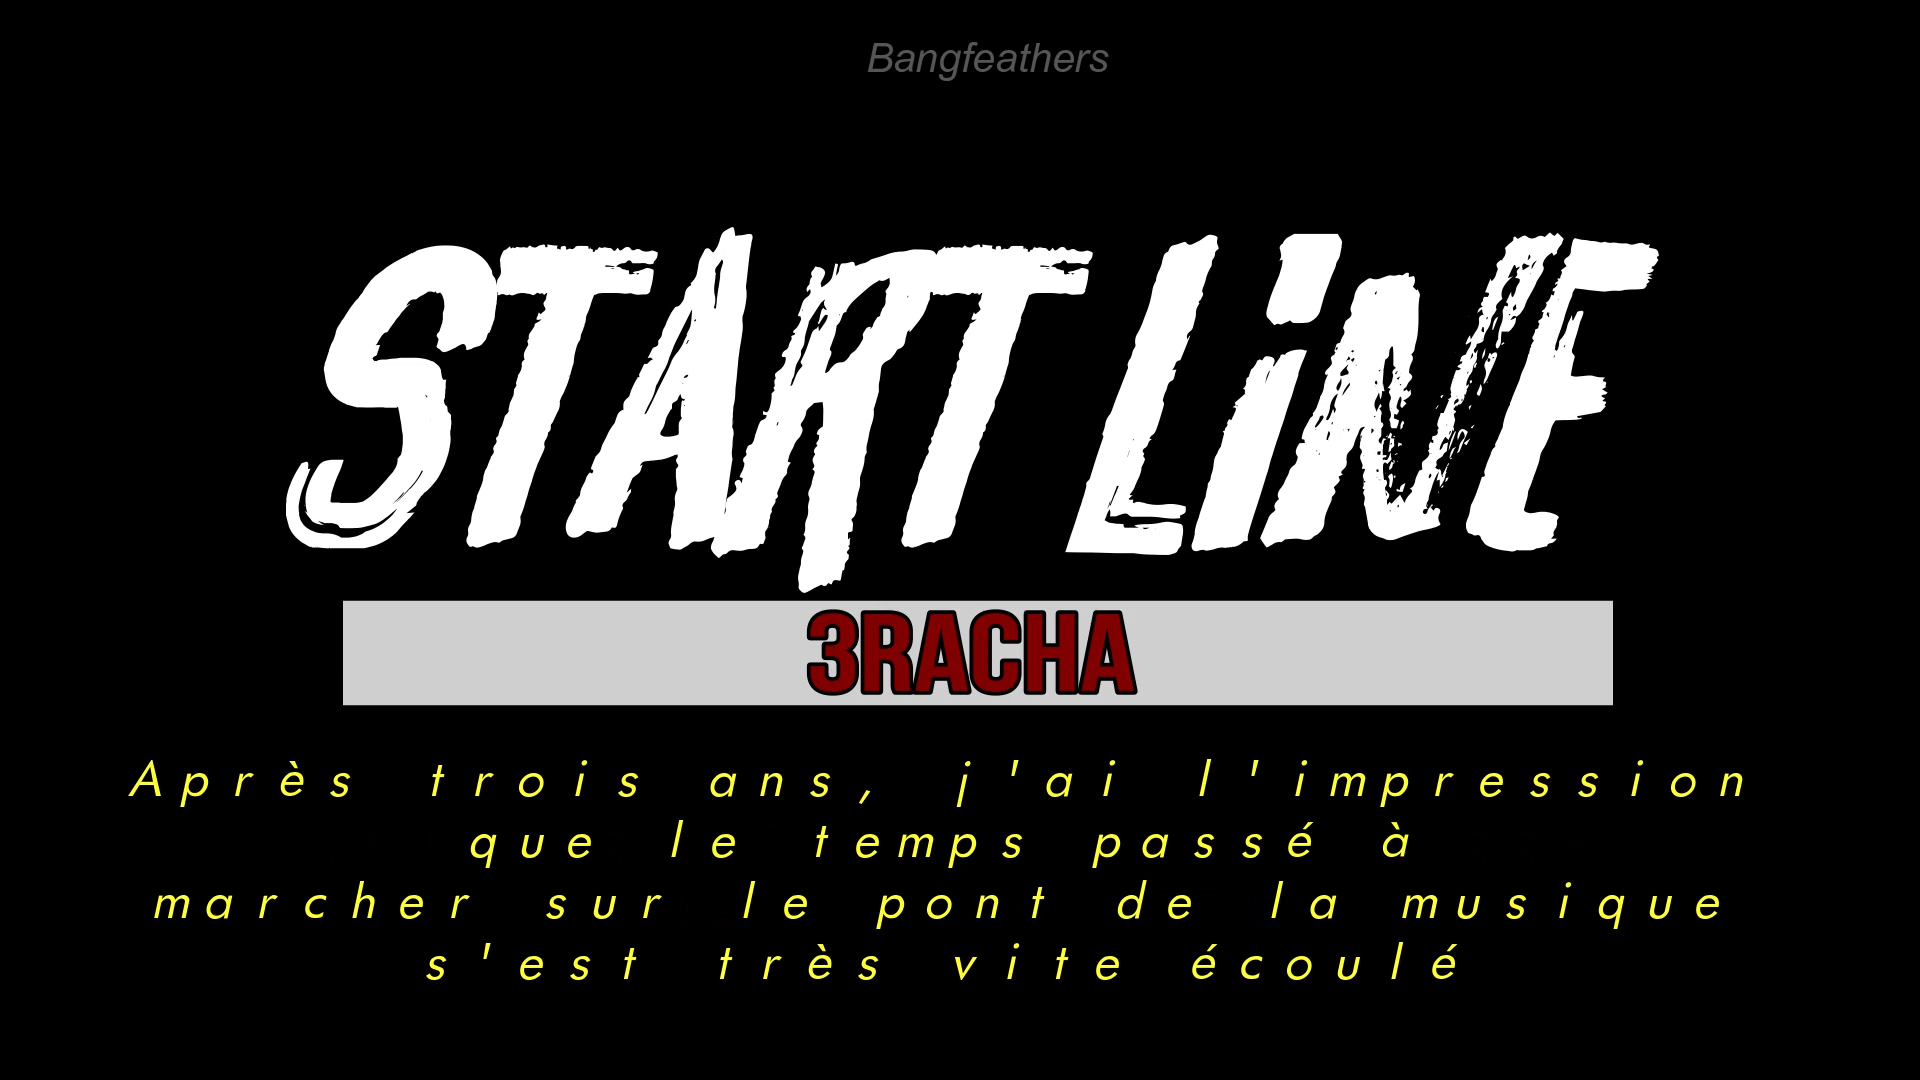 Bangfeathers
START LiNE
3RACHA
Après trois ans, j'ai l'impression
que le temps passé à
marcher sur le pont de la musique
s'est très vite écoulé